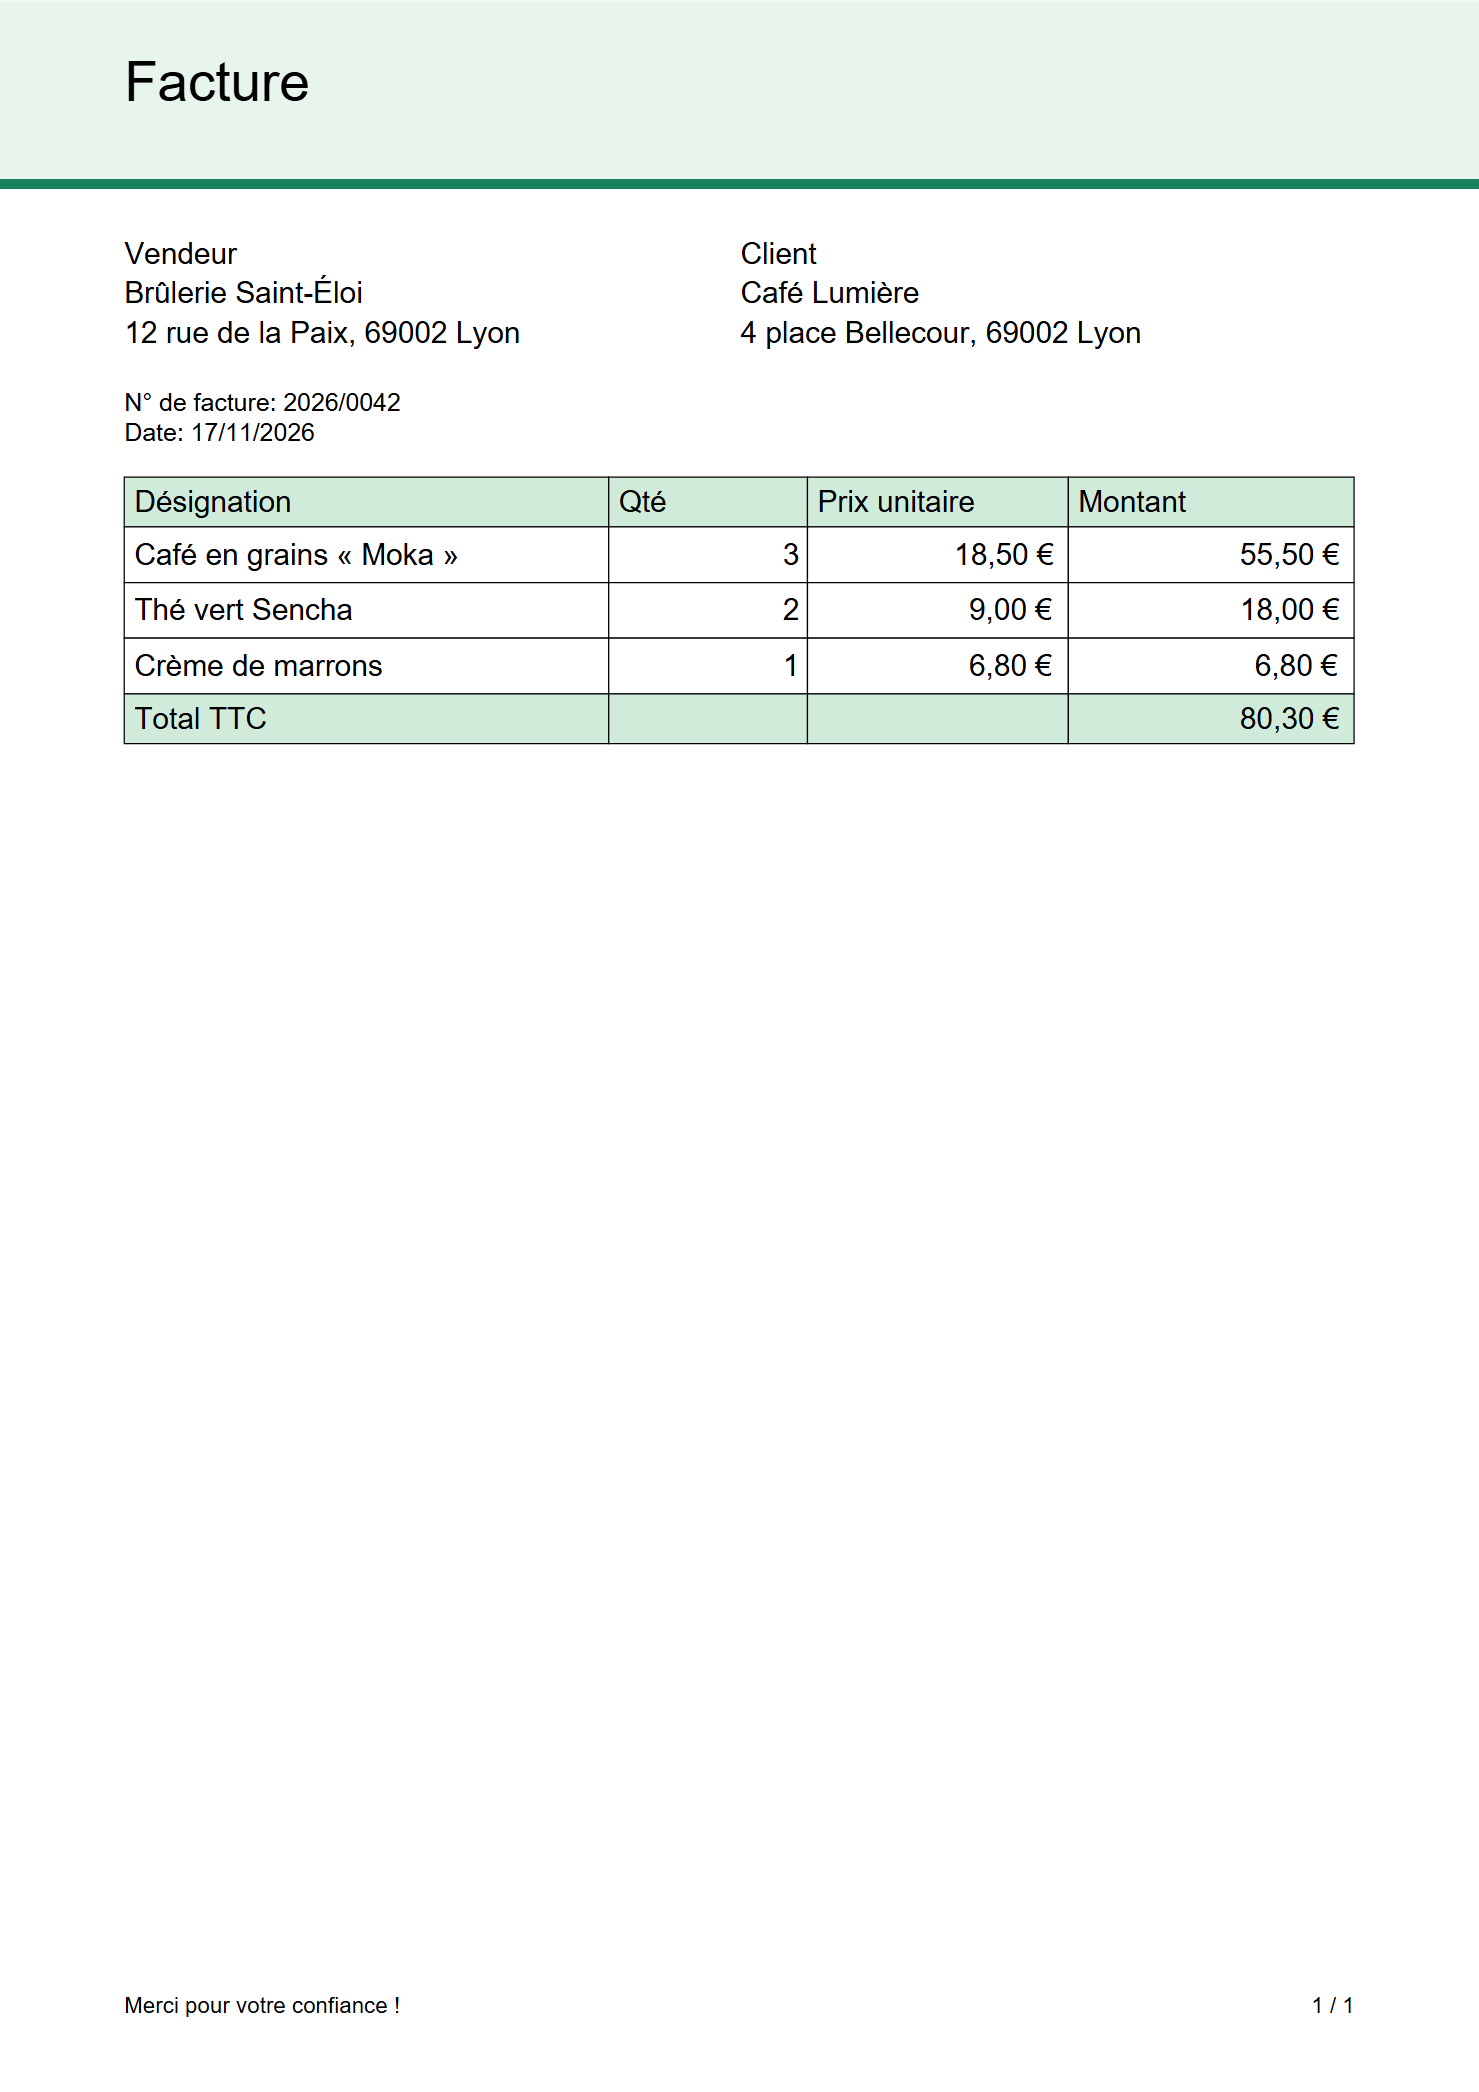 Facture
Vendeur
Brûlerie Saint-Éloi
12 rue de la Paix, 69002 Lyon
Client
Café Lumière
4 place Bellecour, 69002 Lyon
N° de facture: 2026/0042
Date: 17/11/2026
Désignation Qté Prix unitaire Montant
Café en grains « Moka » 3 18,50 € 55,50 €
Thé vert Sencha 2 9,00 € 18,00 €
Crème de marrons 1 6,80 € 6,80 €
Total TTC 80,30 €
Merci pour votre confiance ! 1 / 1